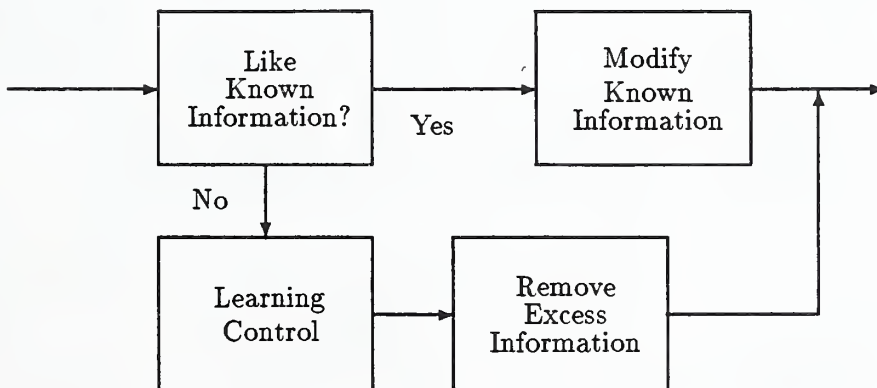 Like
Known
Information?
Yes
Modify
Known
Information
No
Learning
Control
Remove
Excess
Information